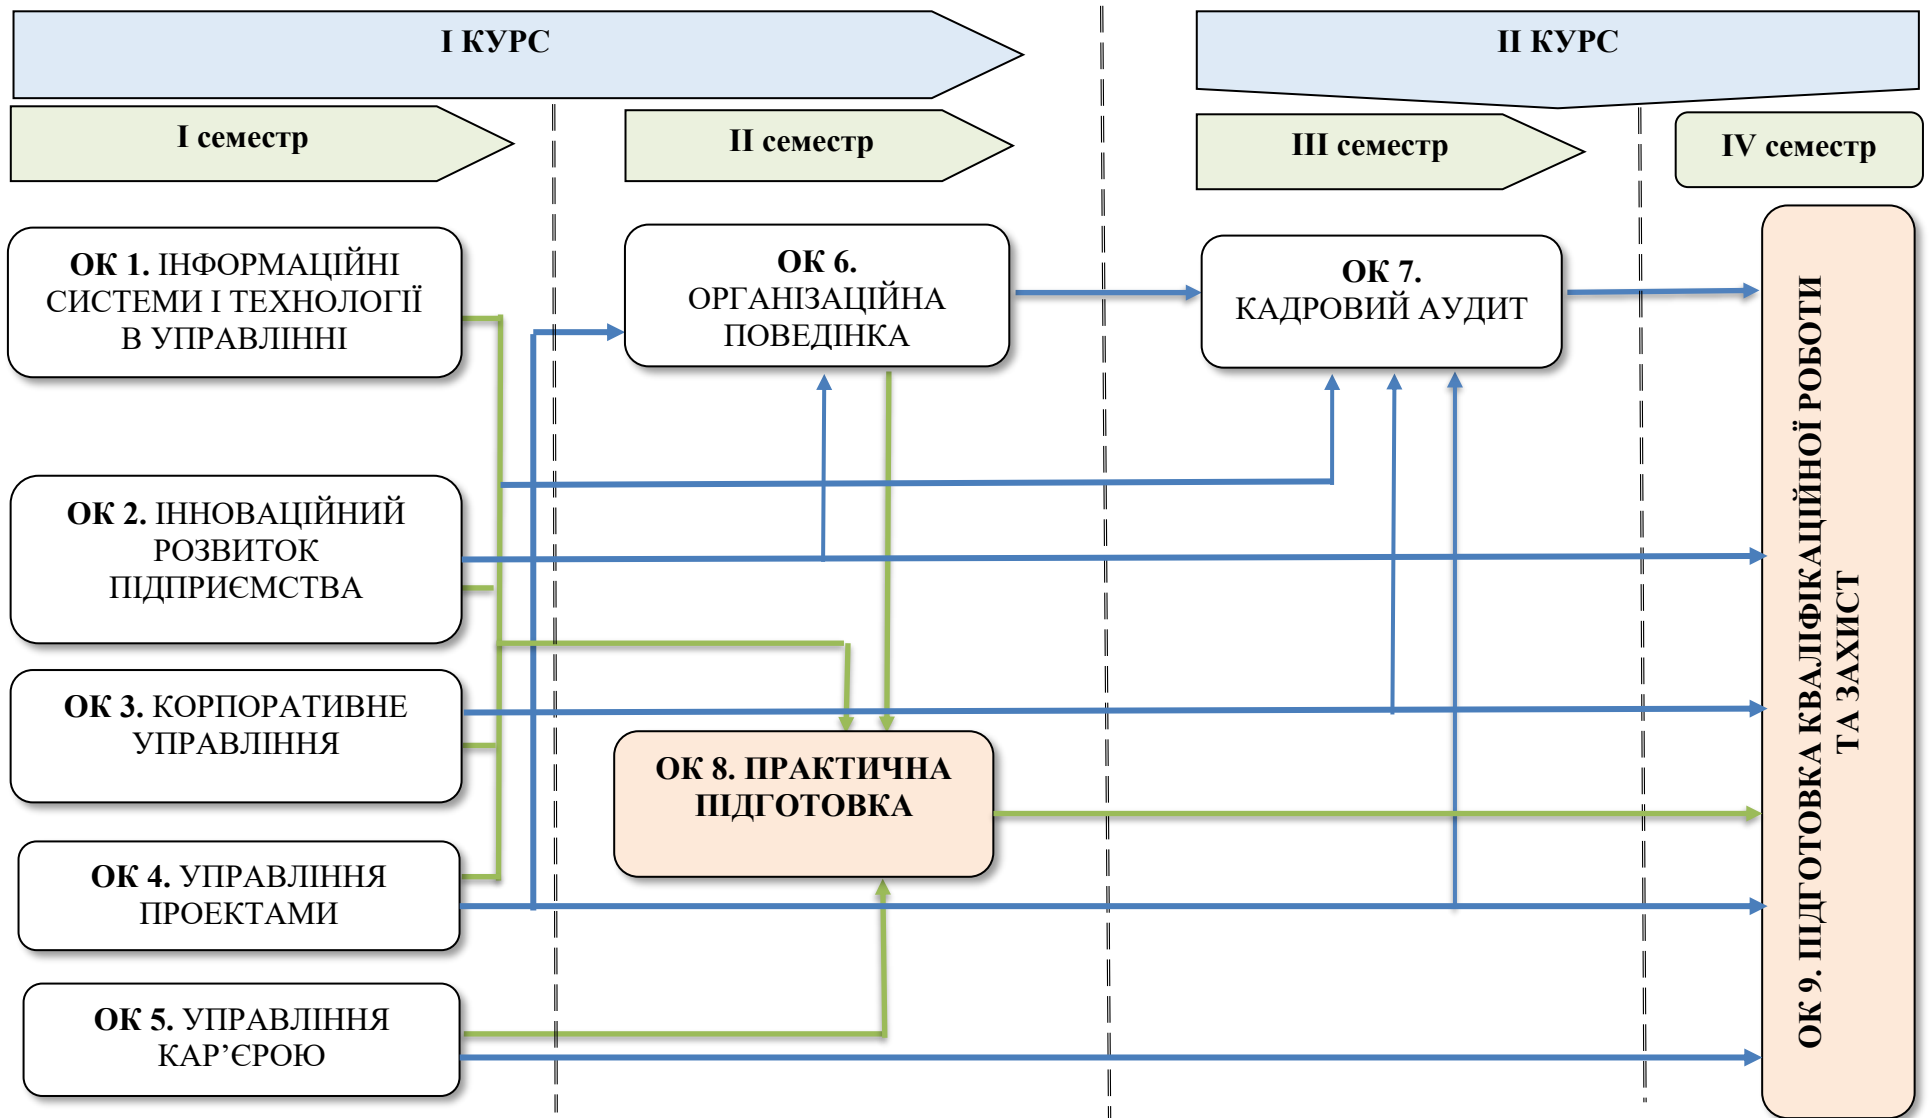 І КУРС
ІІ КУРС
І семестр
ІІ семестр
ІІІ семестр
IV семестр
ОК 1. ІНФОРМАЦІЙНІ
СИСТЕМИ І ТЕХНОЛОГІЇ
В УПРАВЛІННІ
ОК 6.
ОРГАНІЗАЦІЙНА
ПОВЕДІНКА
ОК 7.
КАДРОВИЙ АУДИТ
ОК 2. ІННОВАЦІЙНИЙ
РОЗВИТОК
ПІДПРИЄМСТВА
ОК 3. КОРПОРАТИВНЕ
УПРАВЛІННЯ
ОК 8. ПРАКТИЧНА
ПІДГОТОВКА
ОК 4. УПРАВЛІННЯ
ПРОЕКТАМИ
ОК 5. УПРАВЛІННЯ
КАР’ЄРОЮ
ОК 9. ПІДГОТОВКА КВАЛІФІКАЦІЙНОЇ РОБОТИ
ТА ЗАХИСТ